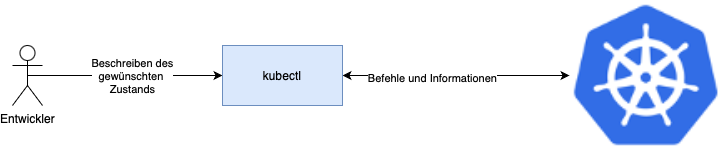 Beschreiben des
gewünschten
Zustands
kubectl
Befehle und Informationen
Entwickler